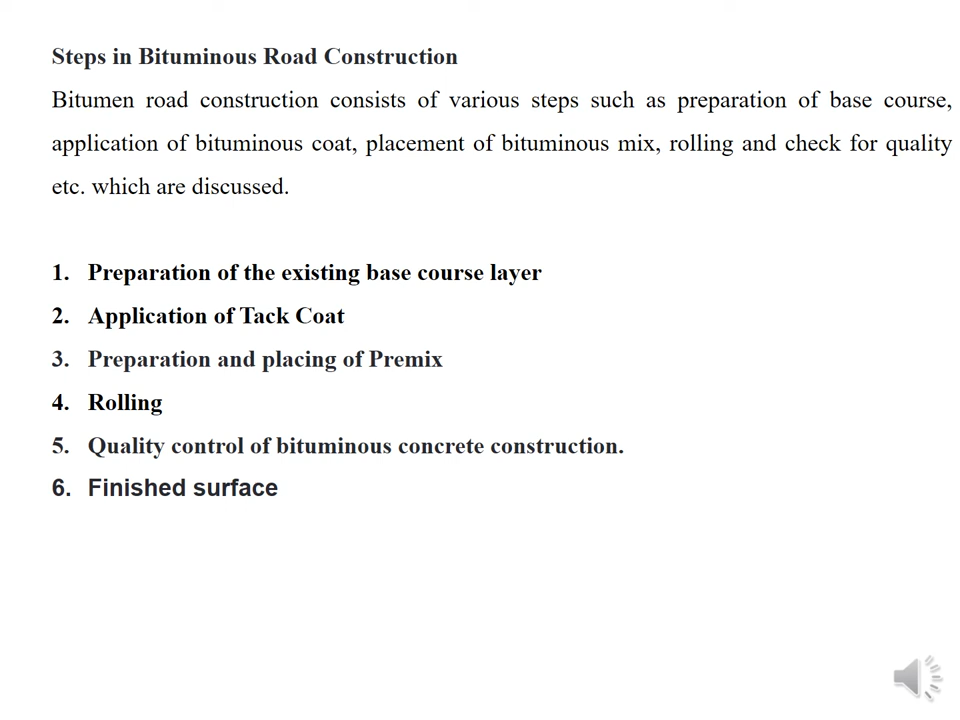 Steps in Bituminous Road Construction
Bitumen road construction consists of various steps such as preparation of base course,
application of bituminous coat, placement of bituminous mix, rolling and check for quality
etc. which are discussed.
1. Preparation of the existing base course layer
2. Application of Tack Coat
3. Preparation and placing of Premix
4. Rolling
5. Quality control of bituminous concrete construction.
6. Finished surface